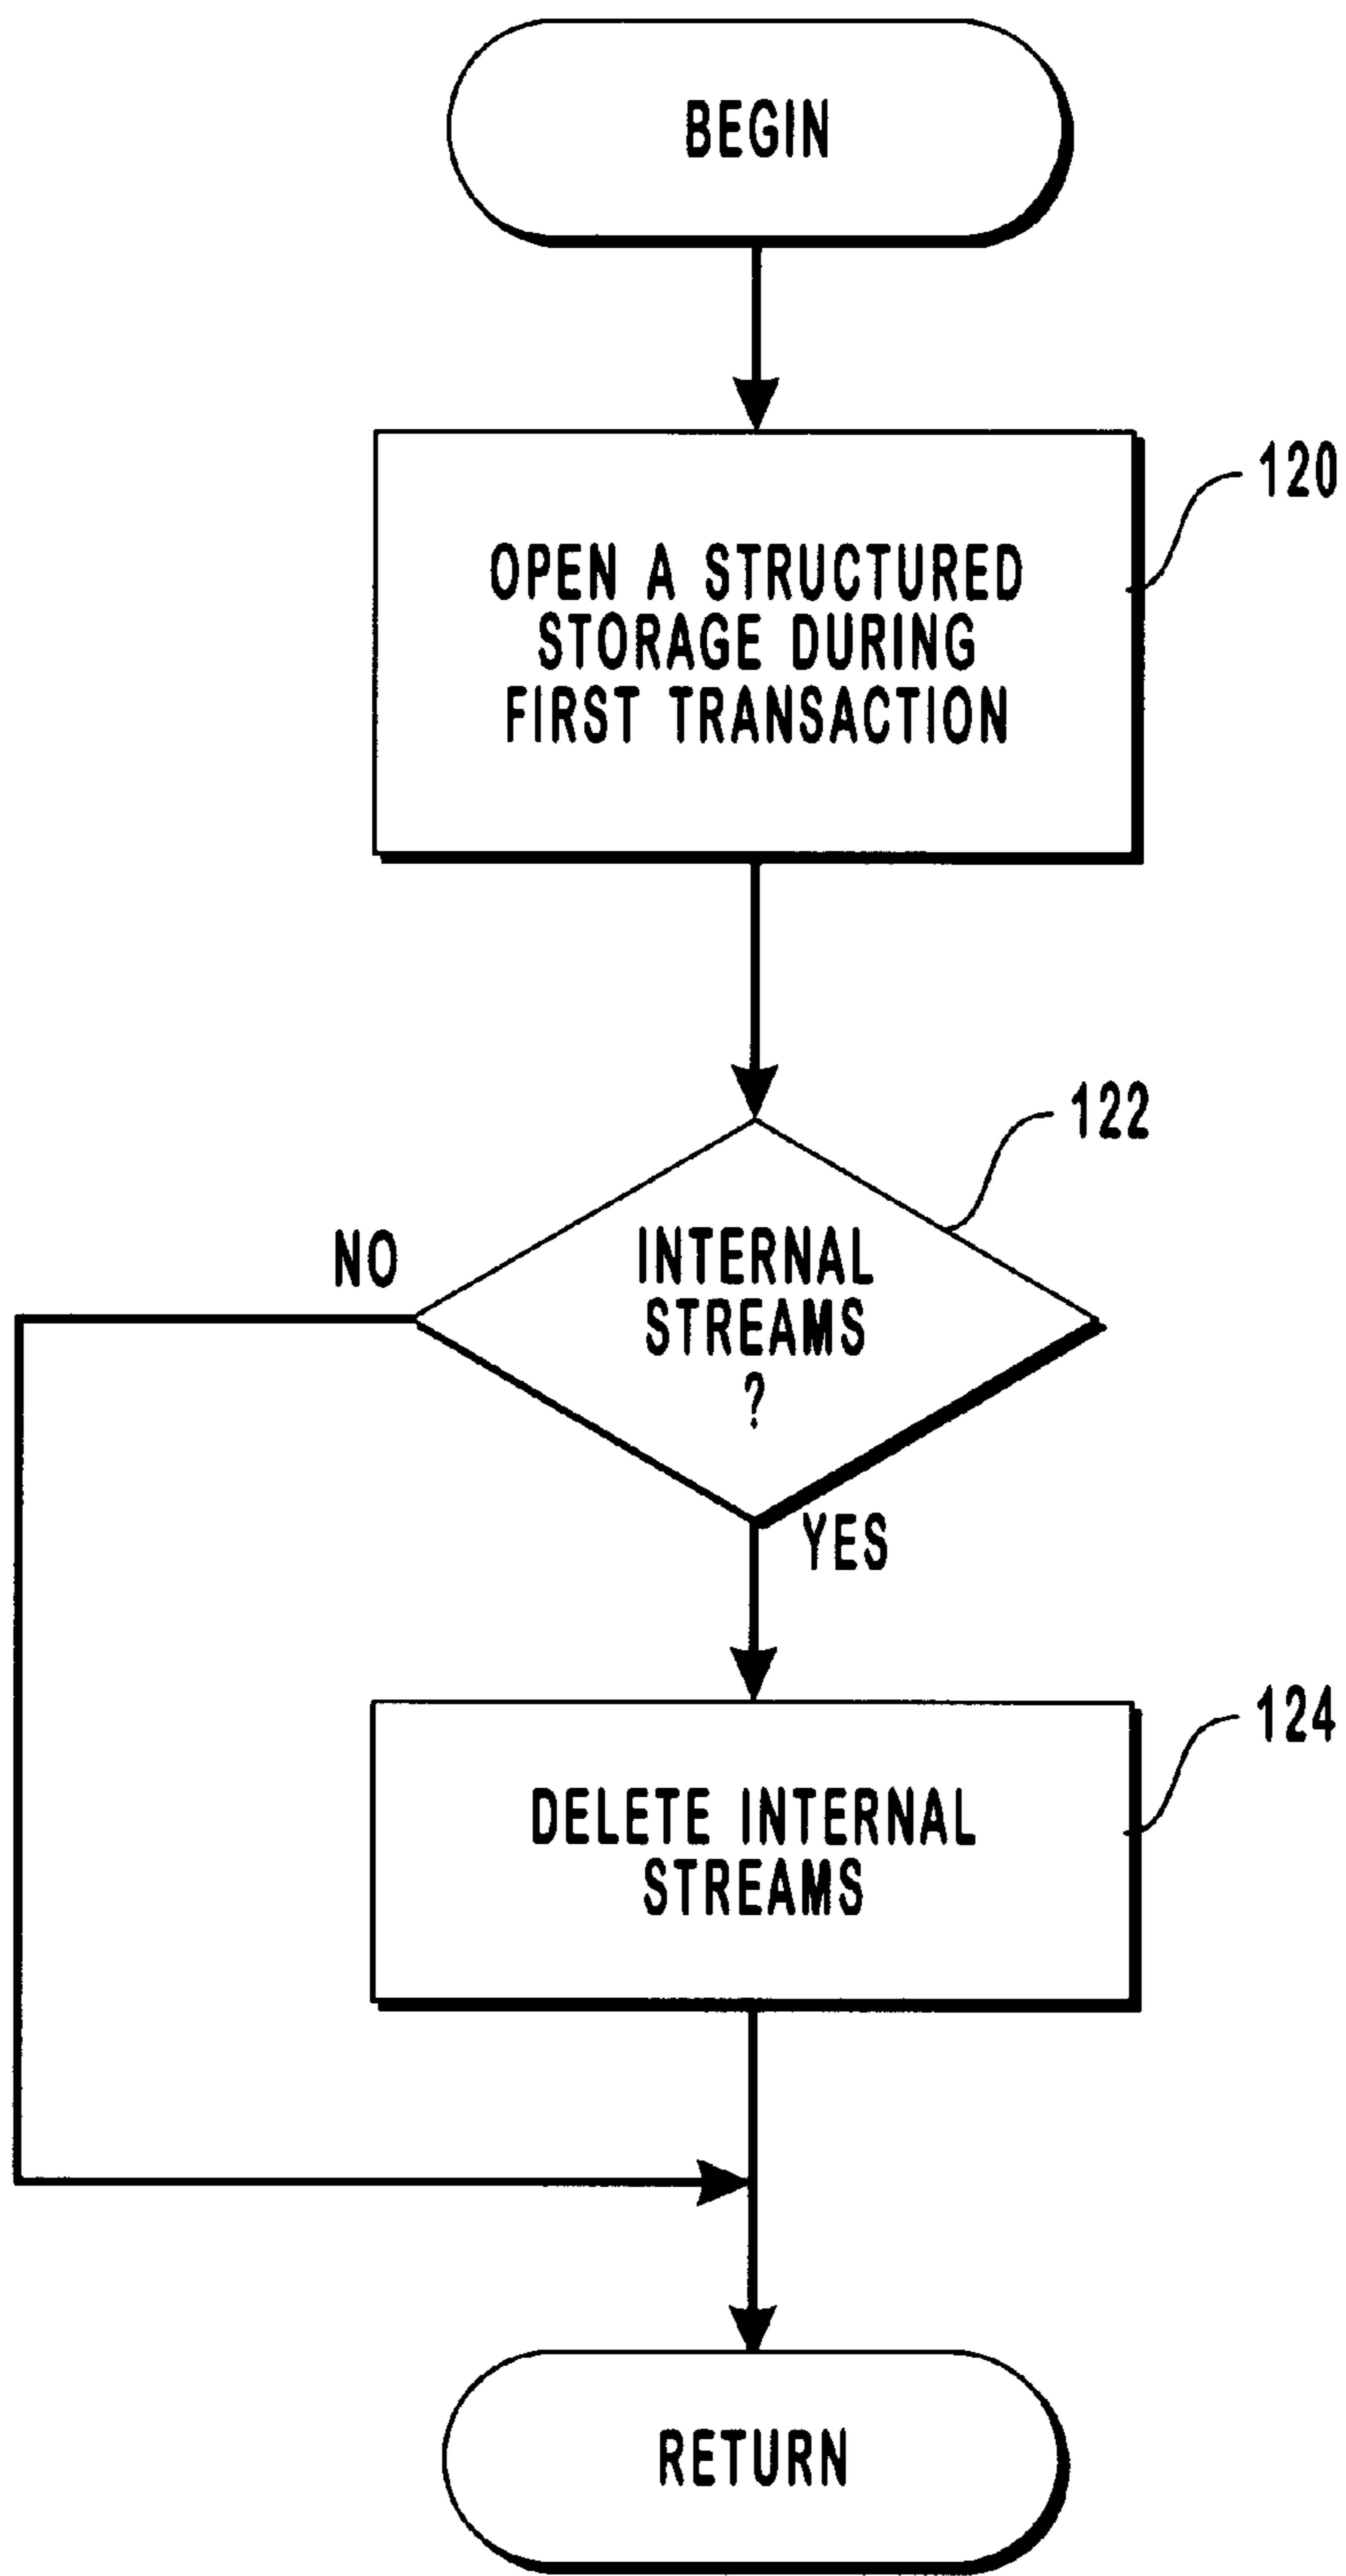 BEGIN
OPEN A STRUCTURED
STORAGE DURING
FIRST TRANSACTION
120
122
NO
INTERNAL
STREAMS
?
YES
124
DELETE INTERNAL
STREAMS
RETURN